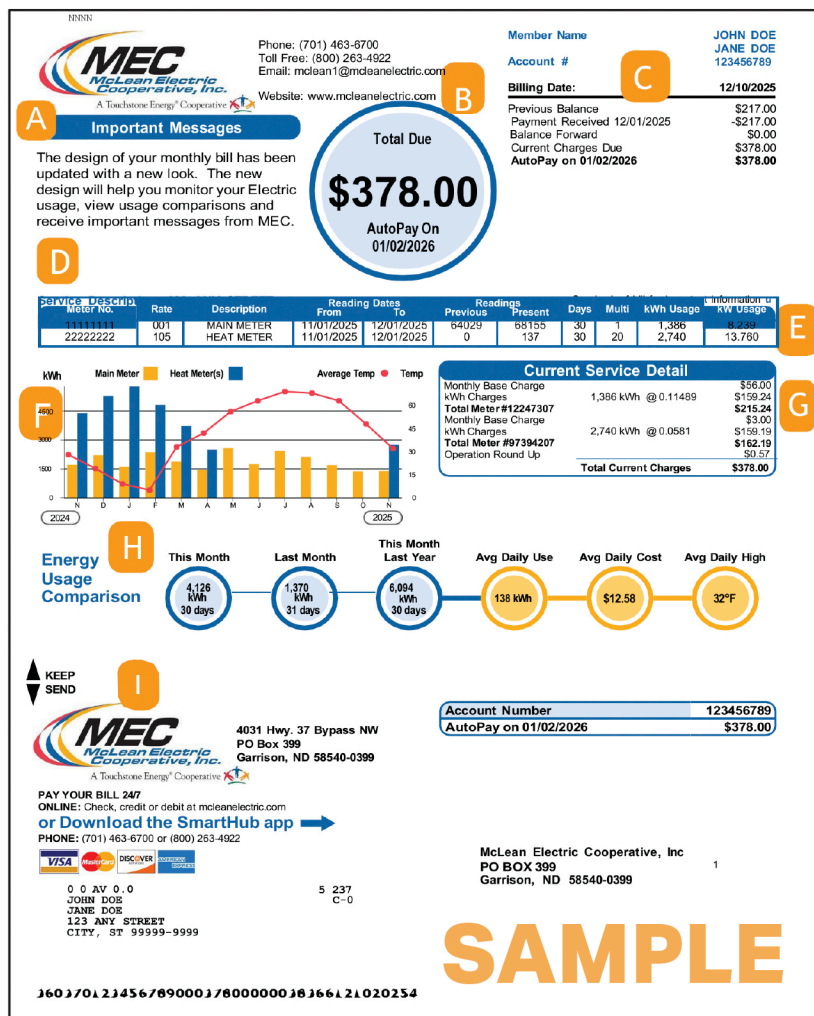 NNNN
MEC
McLean Electric
Cooperative, Inc.
A Touchstone Energy® Cooperative
Phone: (701) 463-6700
Toll Free: (800) 263-4922
Email: mclean1@mcleanelectric.com
Website: www.mcleanelectric.com
B
Member Name JOHN DOE
JANE DOE
Account # 123456789
C
Billing Date: 12/10/2025
Previous Balance $217.00
Payment Received 12/01/2025 -$217.00
Balance Forward $0.00
Current Charges Due $378.00
AutoPay on 01/02/2026 $378.00
A
Important Messages
The design of your monthly bill has been
updated with a new look. The new
design will help you monitor your Electric
usage, view usage comparisons and
receive important messages from MEC.
Total Due
$378.00
AutoPay On
01/02/2026
D
Service Descrip
t information u
Meter No. Rate Description Reading Dates From To Readings Previous Present Days Multi kWh Usage kW Usage
11111111 001 MAIN METER 11/01/2025 12/01/2025 64029 68155 30 1 1,386 8.239
22222222 105 HEAT METER 11/01/2025 12/01/2025 0 137 30 20 2,740 13.760
E
kWh Main Meter Heat Meter(s) Average Temp Temp
F
4500 60
3000 45
30
1500 15
0 0
N D J F M A M J J A S O N
2024 2025
Current Service Detail
Monthly Base Charge $56.00
kWh Charges 1,386 kWh @ 0.11489 $159.24
Total Meter #12247307 $215.24
Monthly Base Charge $3.00
kWh Charges 2,740 kWh @ 0.0581 $159.19
Total Meter #97394207 $162.19
Operation Round Up $0.57
Total Current Charges $378.00
G
H
Energy
Usage
Comparison
This Month
4,126
kWh
30 days
Last Month
1,370
kWh
31 days
This Month
Last Year
6,094
kWh
30 days
Avg Daily Use
138 kWh
Avg Daily Cost
$12.58
Avg Daily High
32°F
KEEP
SEND
I
MEC
McLean Electric
Cooperative, Inc.
A Touchstone Energy® Cooperative
4031 Hwy. 37 Bypass NW
PO Box 399
Garrison, ND 58540-0399
Account Number 123456789
AutoPay on 01/02/2026 $378.00
PAY YOUR BILL 24/7
ONLINE: Check, credit or debit at mcleanelectric.com
or Download the SmartHub app
PHONE: (701) 463-6700 or (800) 263-4922
VISA MasterCard DISCOVER AMERICAN EXPRESS
0 0 AV 0.0 5 237
JOHN DOE C-0
JANE DOE
123 ANY STREET
CITY, ST 99999-9999
McLean Electric Cooperative, Inc
PO BOX 399 1
Garrison, ND 58540-0399
SAMPLE